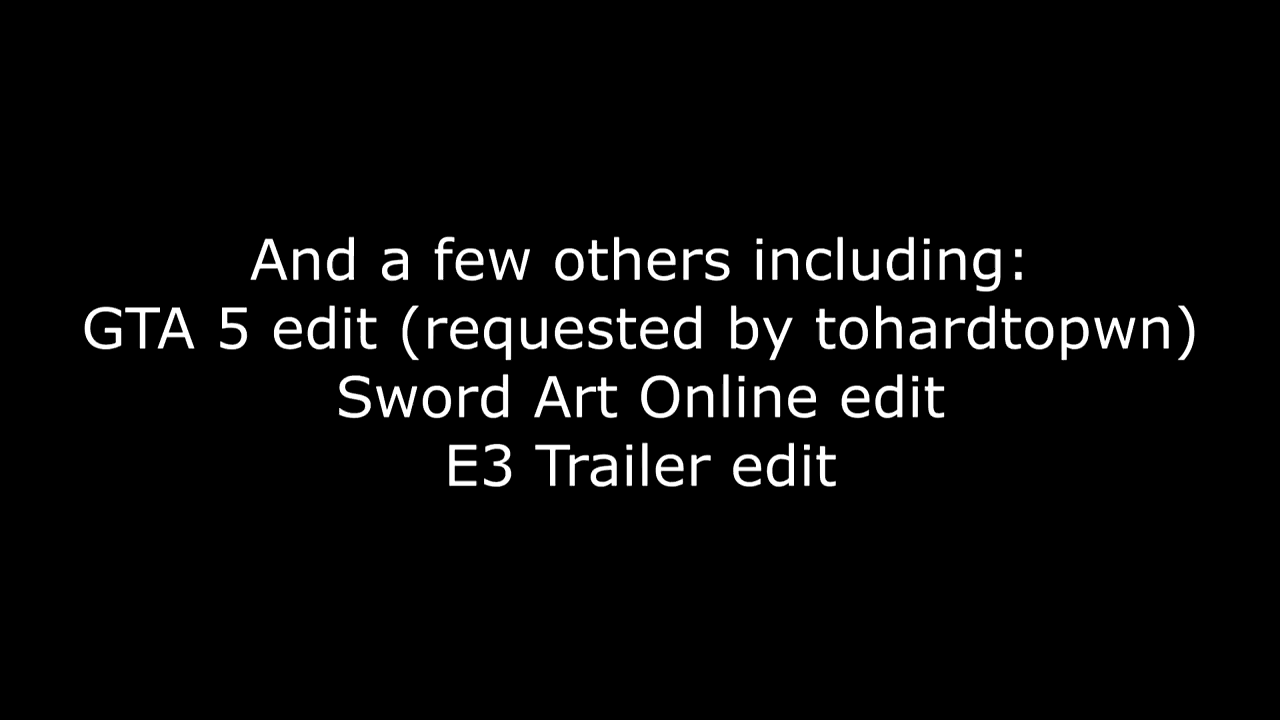 And a few others including:
GTA 5 edit (requested by tohardtopwn)
Sword Art Online edit
E3 Trailer edit